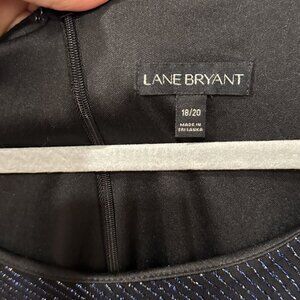 LANE BRYANT
18/20
MADE IN
SRI LANKA